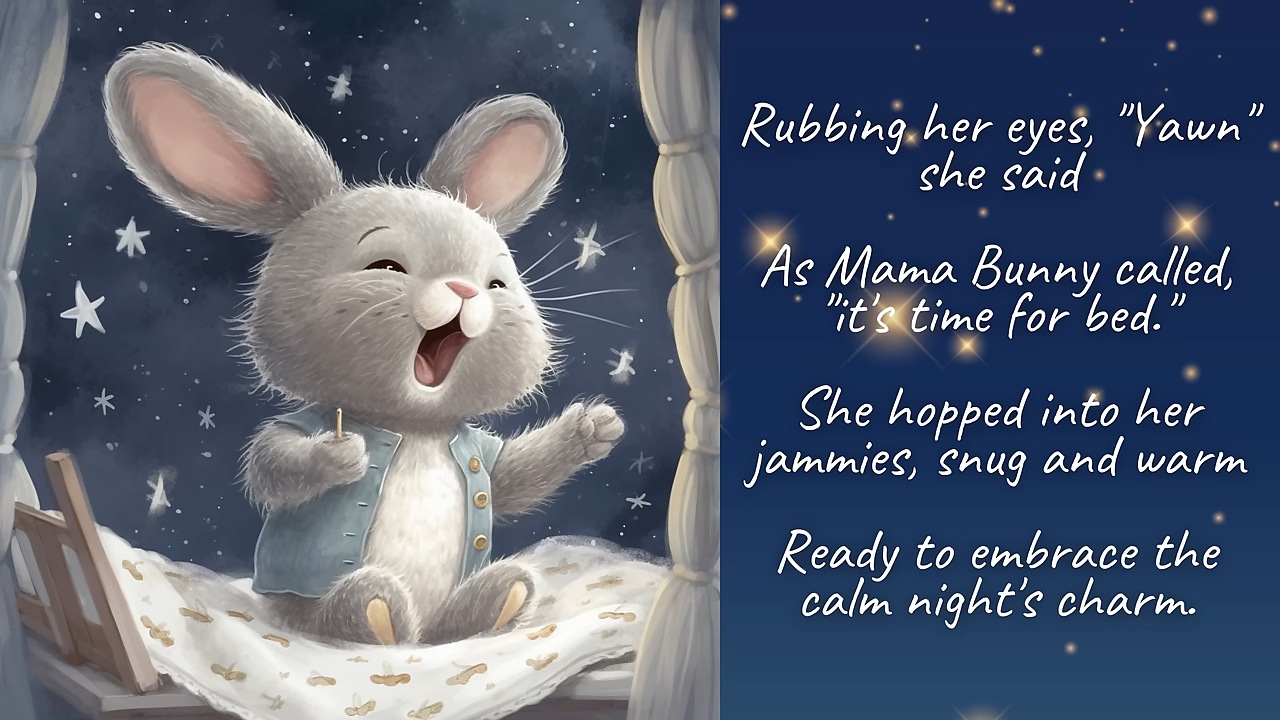 Rubbing her eyes, "Yawn"
she said
As Mama Bunny called,
"it's time for bed."
She hopped into her
jammies, snug and warm
Ready to embrace the
calm night's charm.